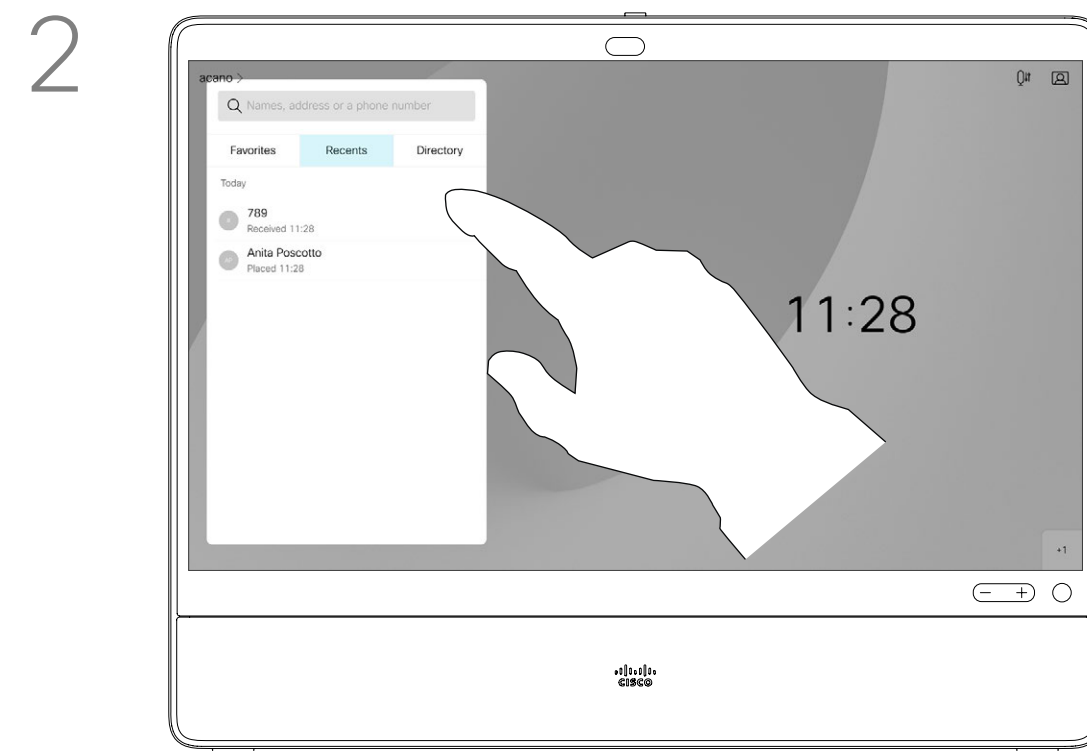 2
acano >
Names, address or a phone number
Favorites Recents Directory
Today
789
Received 11:28
Anita Poscotto
Placed 11:28
11:28
+1
− +
CISCO